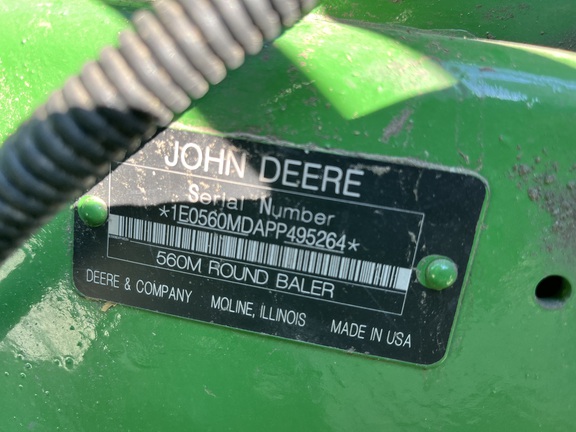 JOHN DEERE
Serial Number
*1E0560MDAPP495264*
560M ROUND BALER
DEERE & COMPANY MOLINE, ILLINOIS MADE IN USA